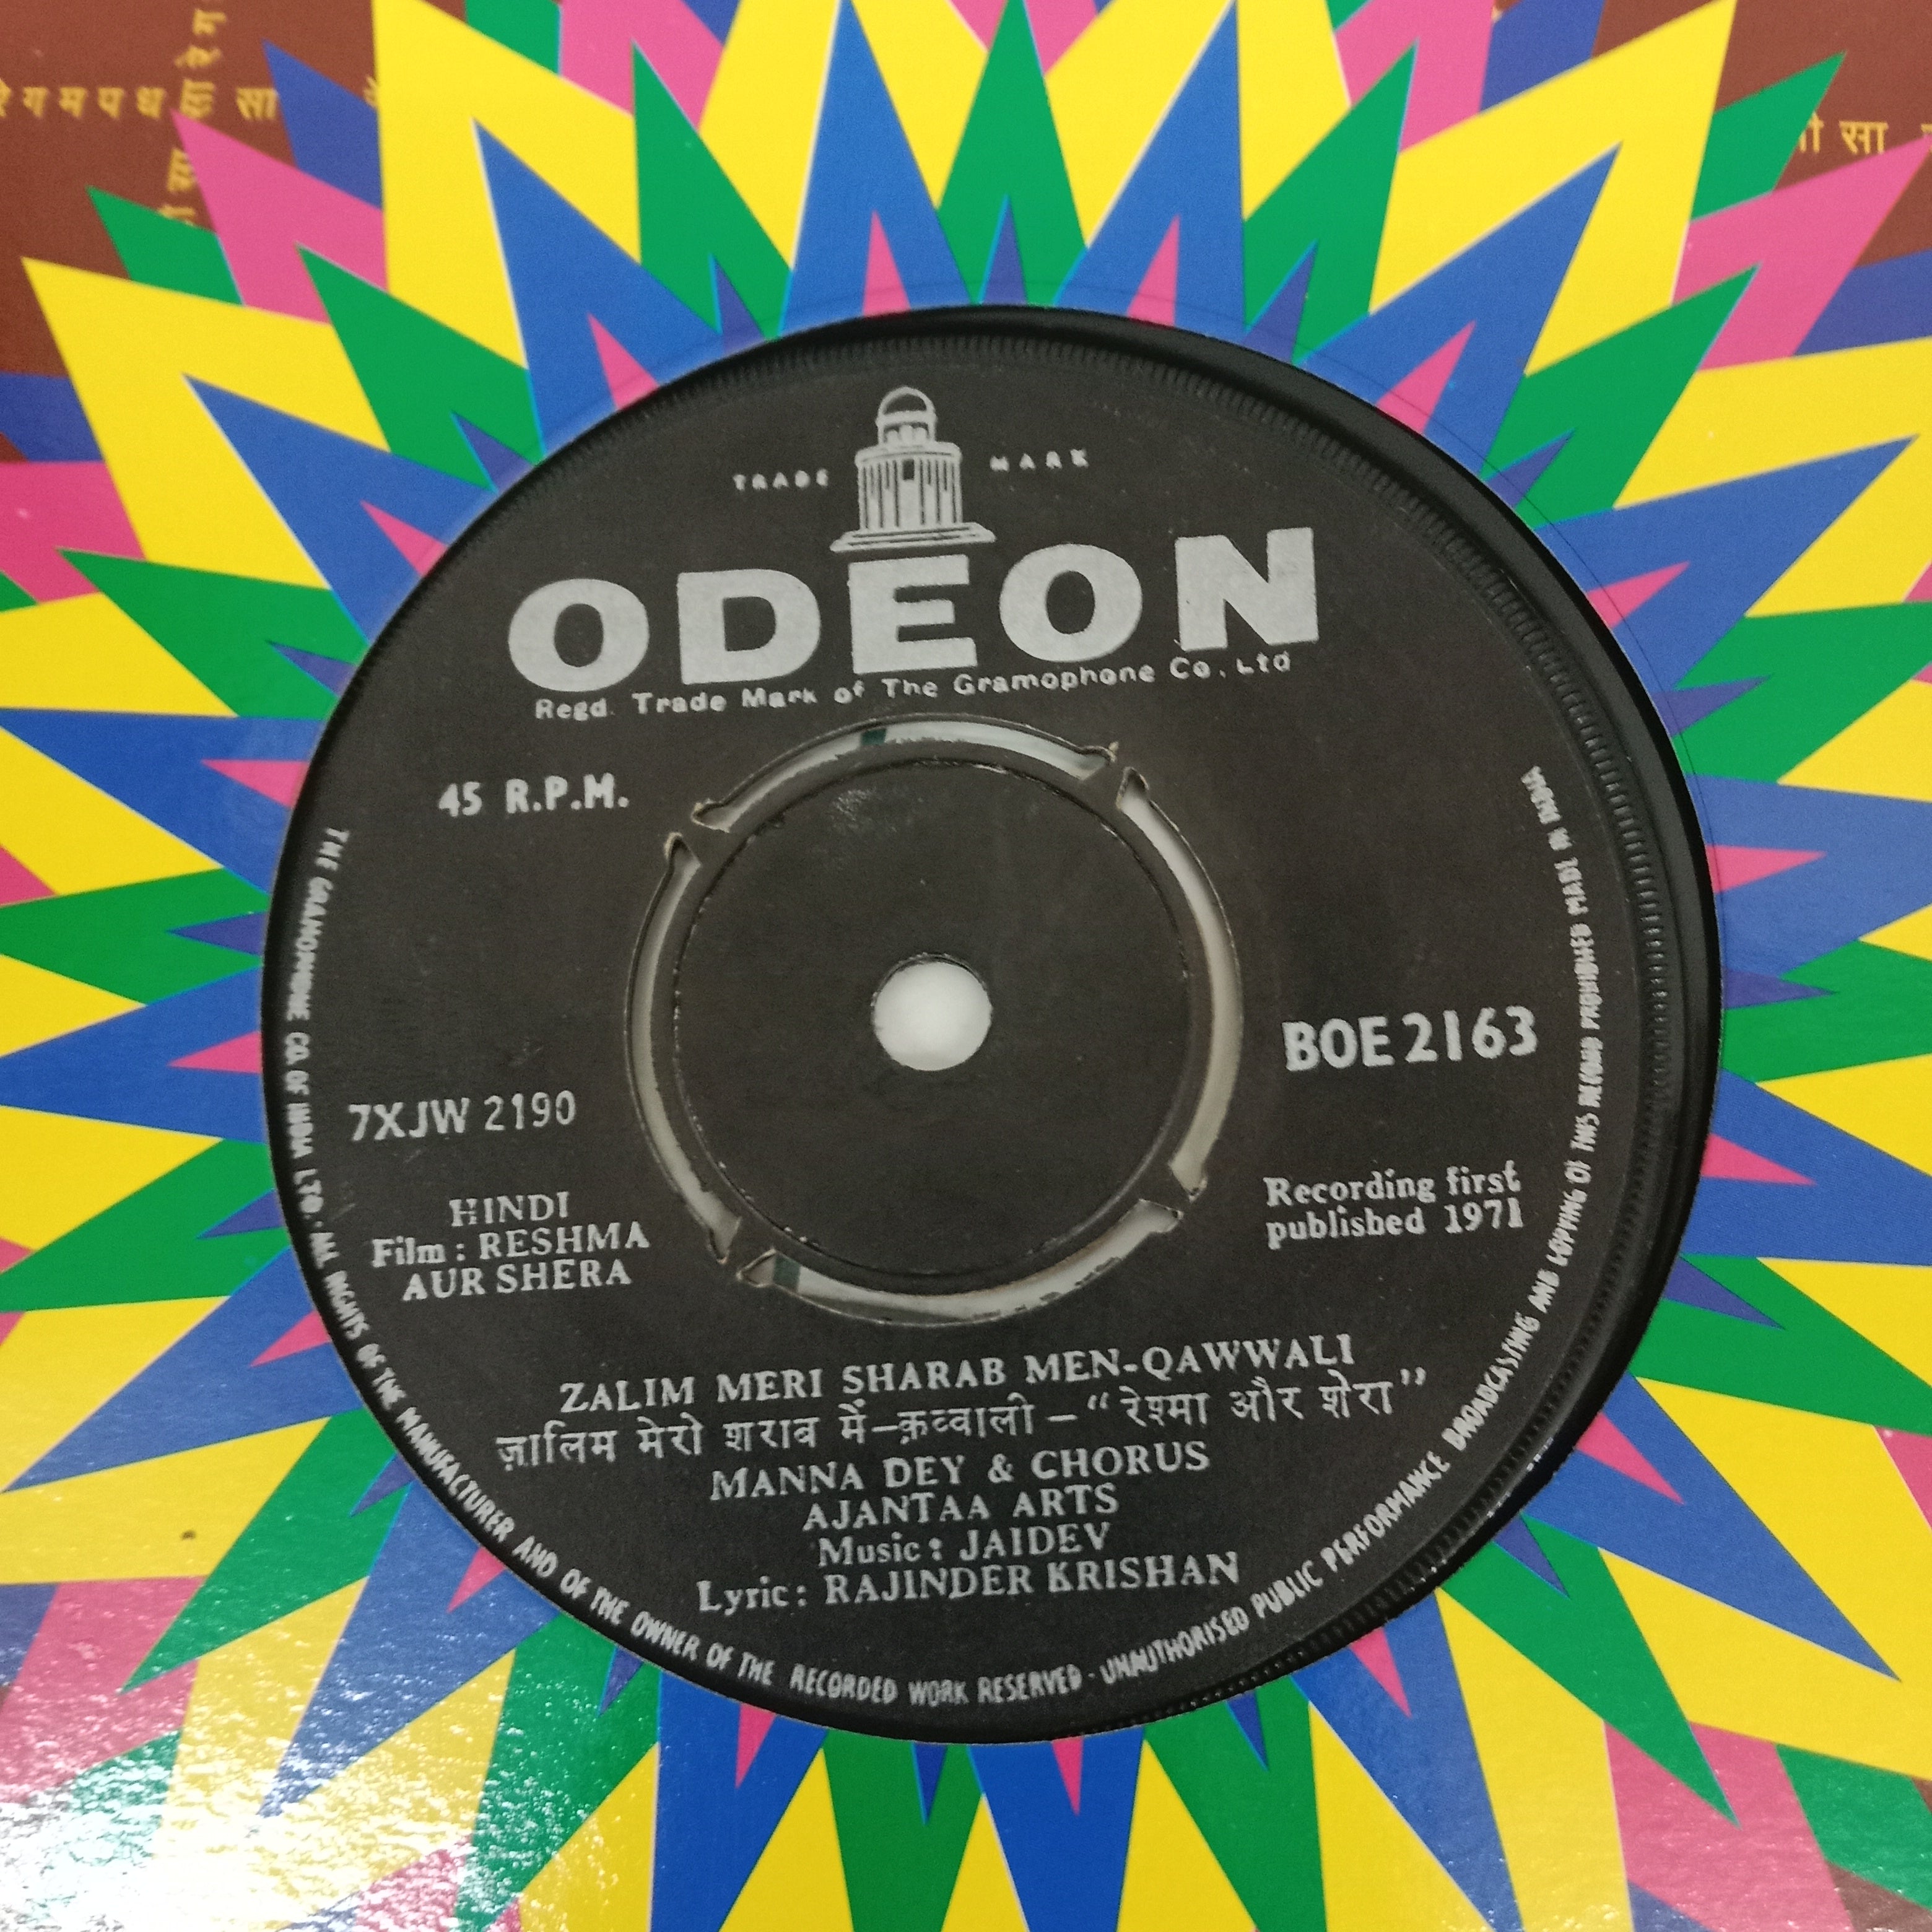 रे ग म प ध
सा
सा
TRADE MARK
ODEON
Regd. Trade Mark of The Gramophone Co. Ltd
45 R.P.M.
BOE 2163
7XJW 2190
Recording first
published 1971
HINDI
Film : RESHMA
AUR SHERA
ZALIM MERI SHARAB MEN-QAWWALI
ज़ालिम मेरी शराब में–क़व्वाली – “रेश्मा और शेरा”
MANNA DEY & CHORUS
AJANTAA ARTS
Music : JAIDEV
Lyric : RAJINDER KRISHAN
THE GRAMOPHONE CO. OF INDIA LTD. · ALL RIGHTS OF THE MANUFACTURER AND OF THE OWNER OF THE RECORDED WORK RESERVED · UNAUTHORISED PUBLIC PERFORMANCE BROADCASTING AND COPYING OF THIS RECORD PROHIBITED MADE IN INDIA